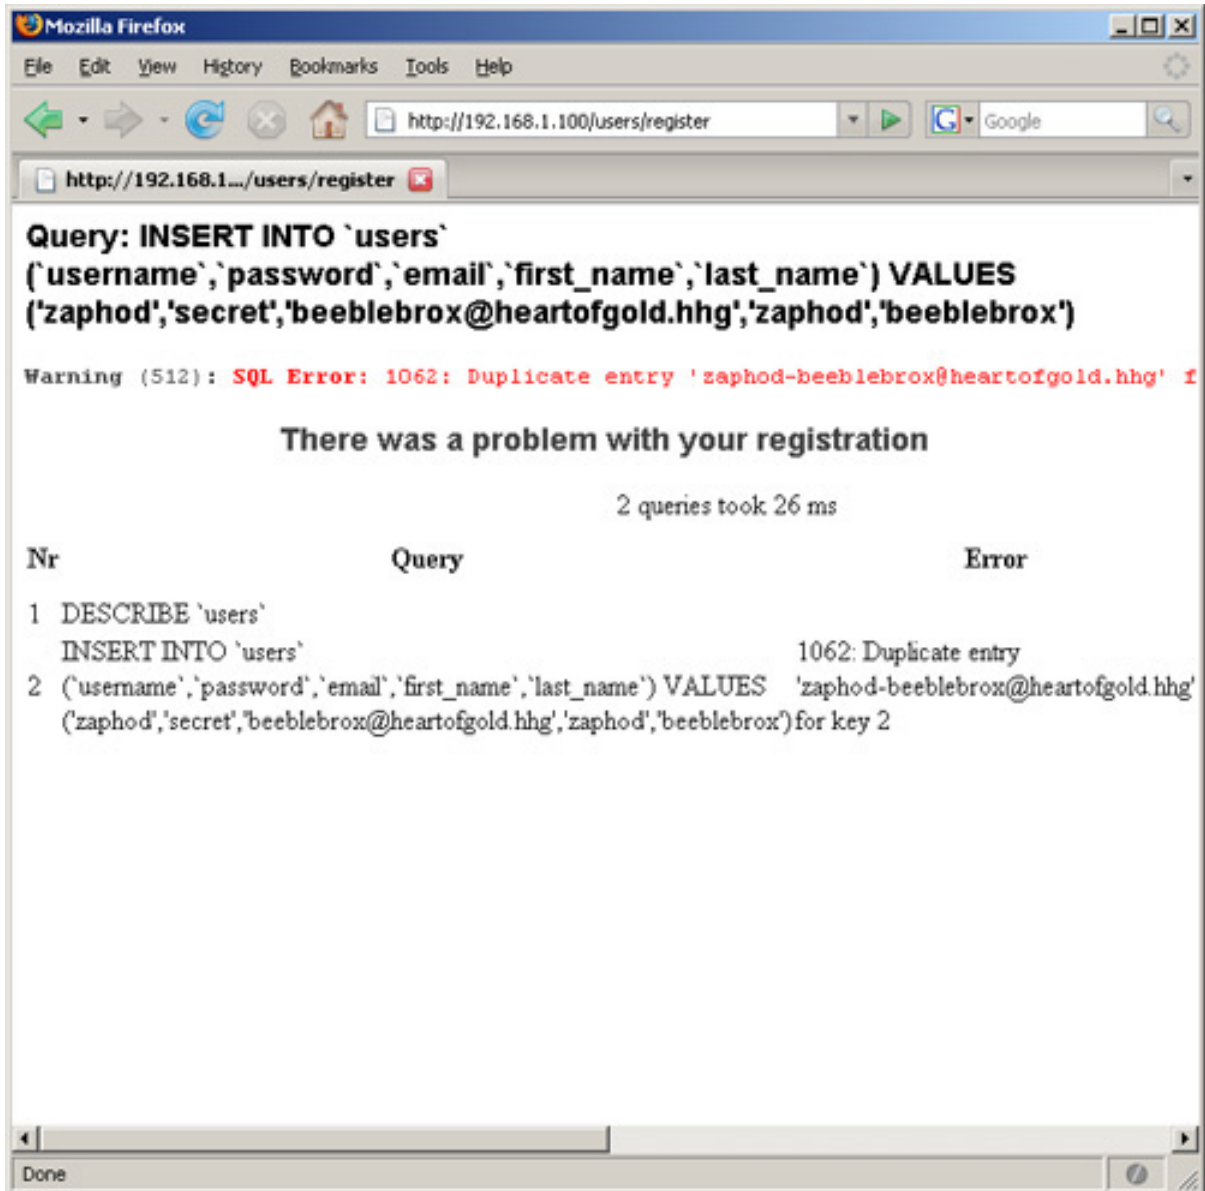 Mozilla Firefox
File Edit View History Bookmarks Tools Help
http://192.168.1.100/users/register
Google
http://192.168.1.../users/register
Query: INSERT INTO `users`
(`username`,`password`,`email`,`first_name`,`last_name`) VALUES
('zaphod','secret','beeblebrox@heartofgold.hhg','zaphod','beeblebrox')
Warning (512): SQL Error: 1062: Duplicate entry 'zaphod-beeblebrox@heartofgold.hhg' f
There was a problem with your registration
2 queries took 26 ms
Nr Query Error
1 DESCRIBE `users`
INSERT INTO `users` 1062: Duplicate entry
2 (`username`,`password`,`email`,`first_name`,`last_name`) VALUES 'zaphod-beeblebrox@heartofgold.hhg'
('zaphod','secret','beeblebrox@heartofgold.hhg','zaphod','beeblebrox') for key 2
Done